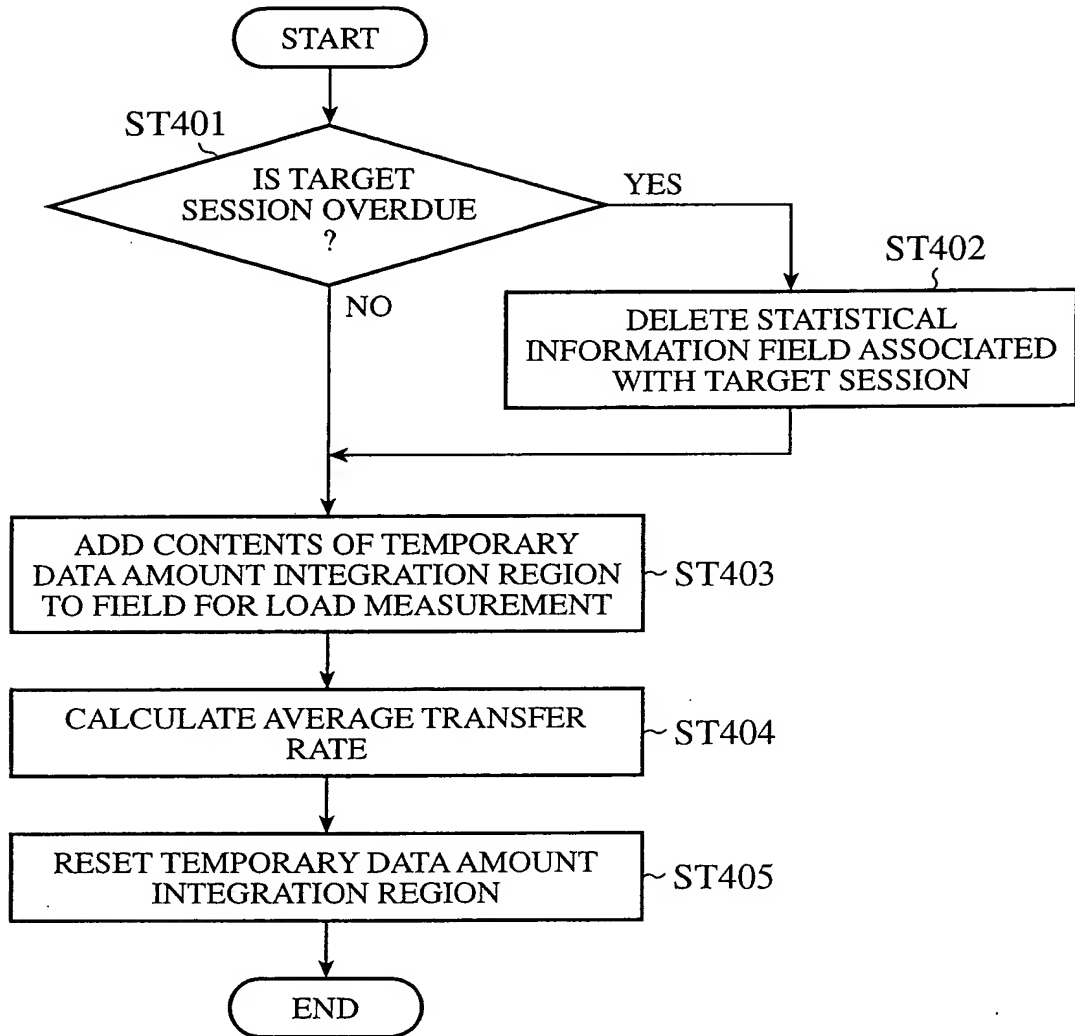 START
ST401
IS TARGET
SESSION OVERDUE
?
YES
NO
ST402
DELETE STATISTICAL
INFORMATION FIELD ASSOCIATED
WITH TARGET SESSION
ADD CONTENTS OF TEMPORARY
DATA AMOUNT INTEGRATION REGION
TO FIELD FOR LOAD MEASUREMENT
ST403
CALCULATE AVERAGE TRANSFER
RATE
ST404
RESET TEMPORARY DATA AMOUNT
INTEGRATION REGION
ST405
END